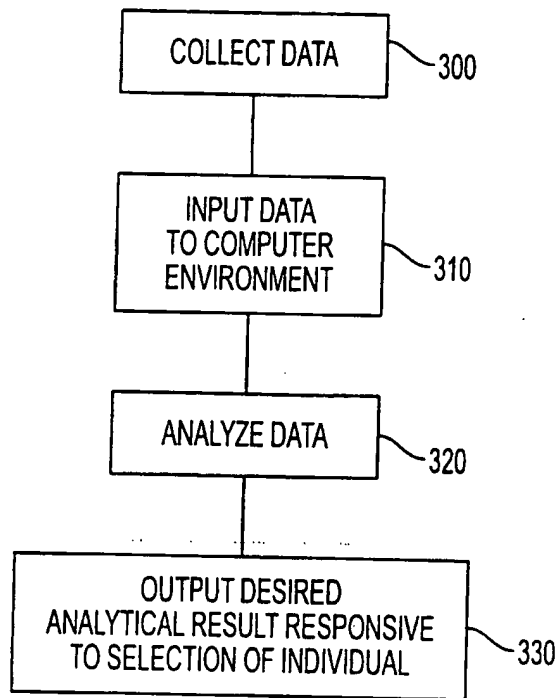 COLLECT DATA
300
INPUT DATA
TO COMPUTER
ENVIRONMENT
310
ANALYZE DATA
320
OUTPUT DESIRED
ANALYTICAL RESULT RESPONSIVE
TO SELECTION OF INDIVIDUAL
330